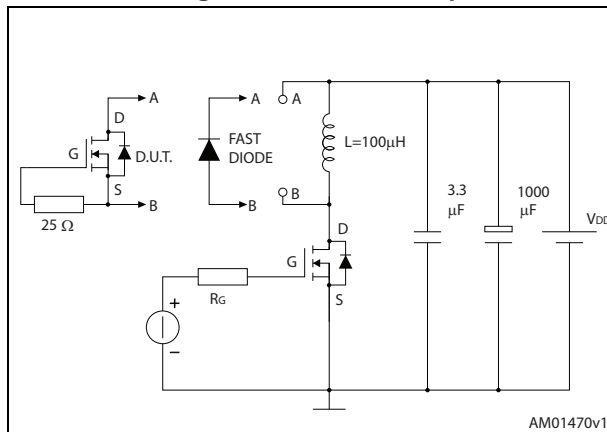 A
A
A
D
G
D.U.T.
FAST
DIODE
L=100μH
S
B
B
B
25 Ω
3.3
μF
1000
μF
VDD
D
G
S
+
RG
–
AM01470v1